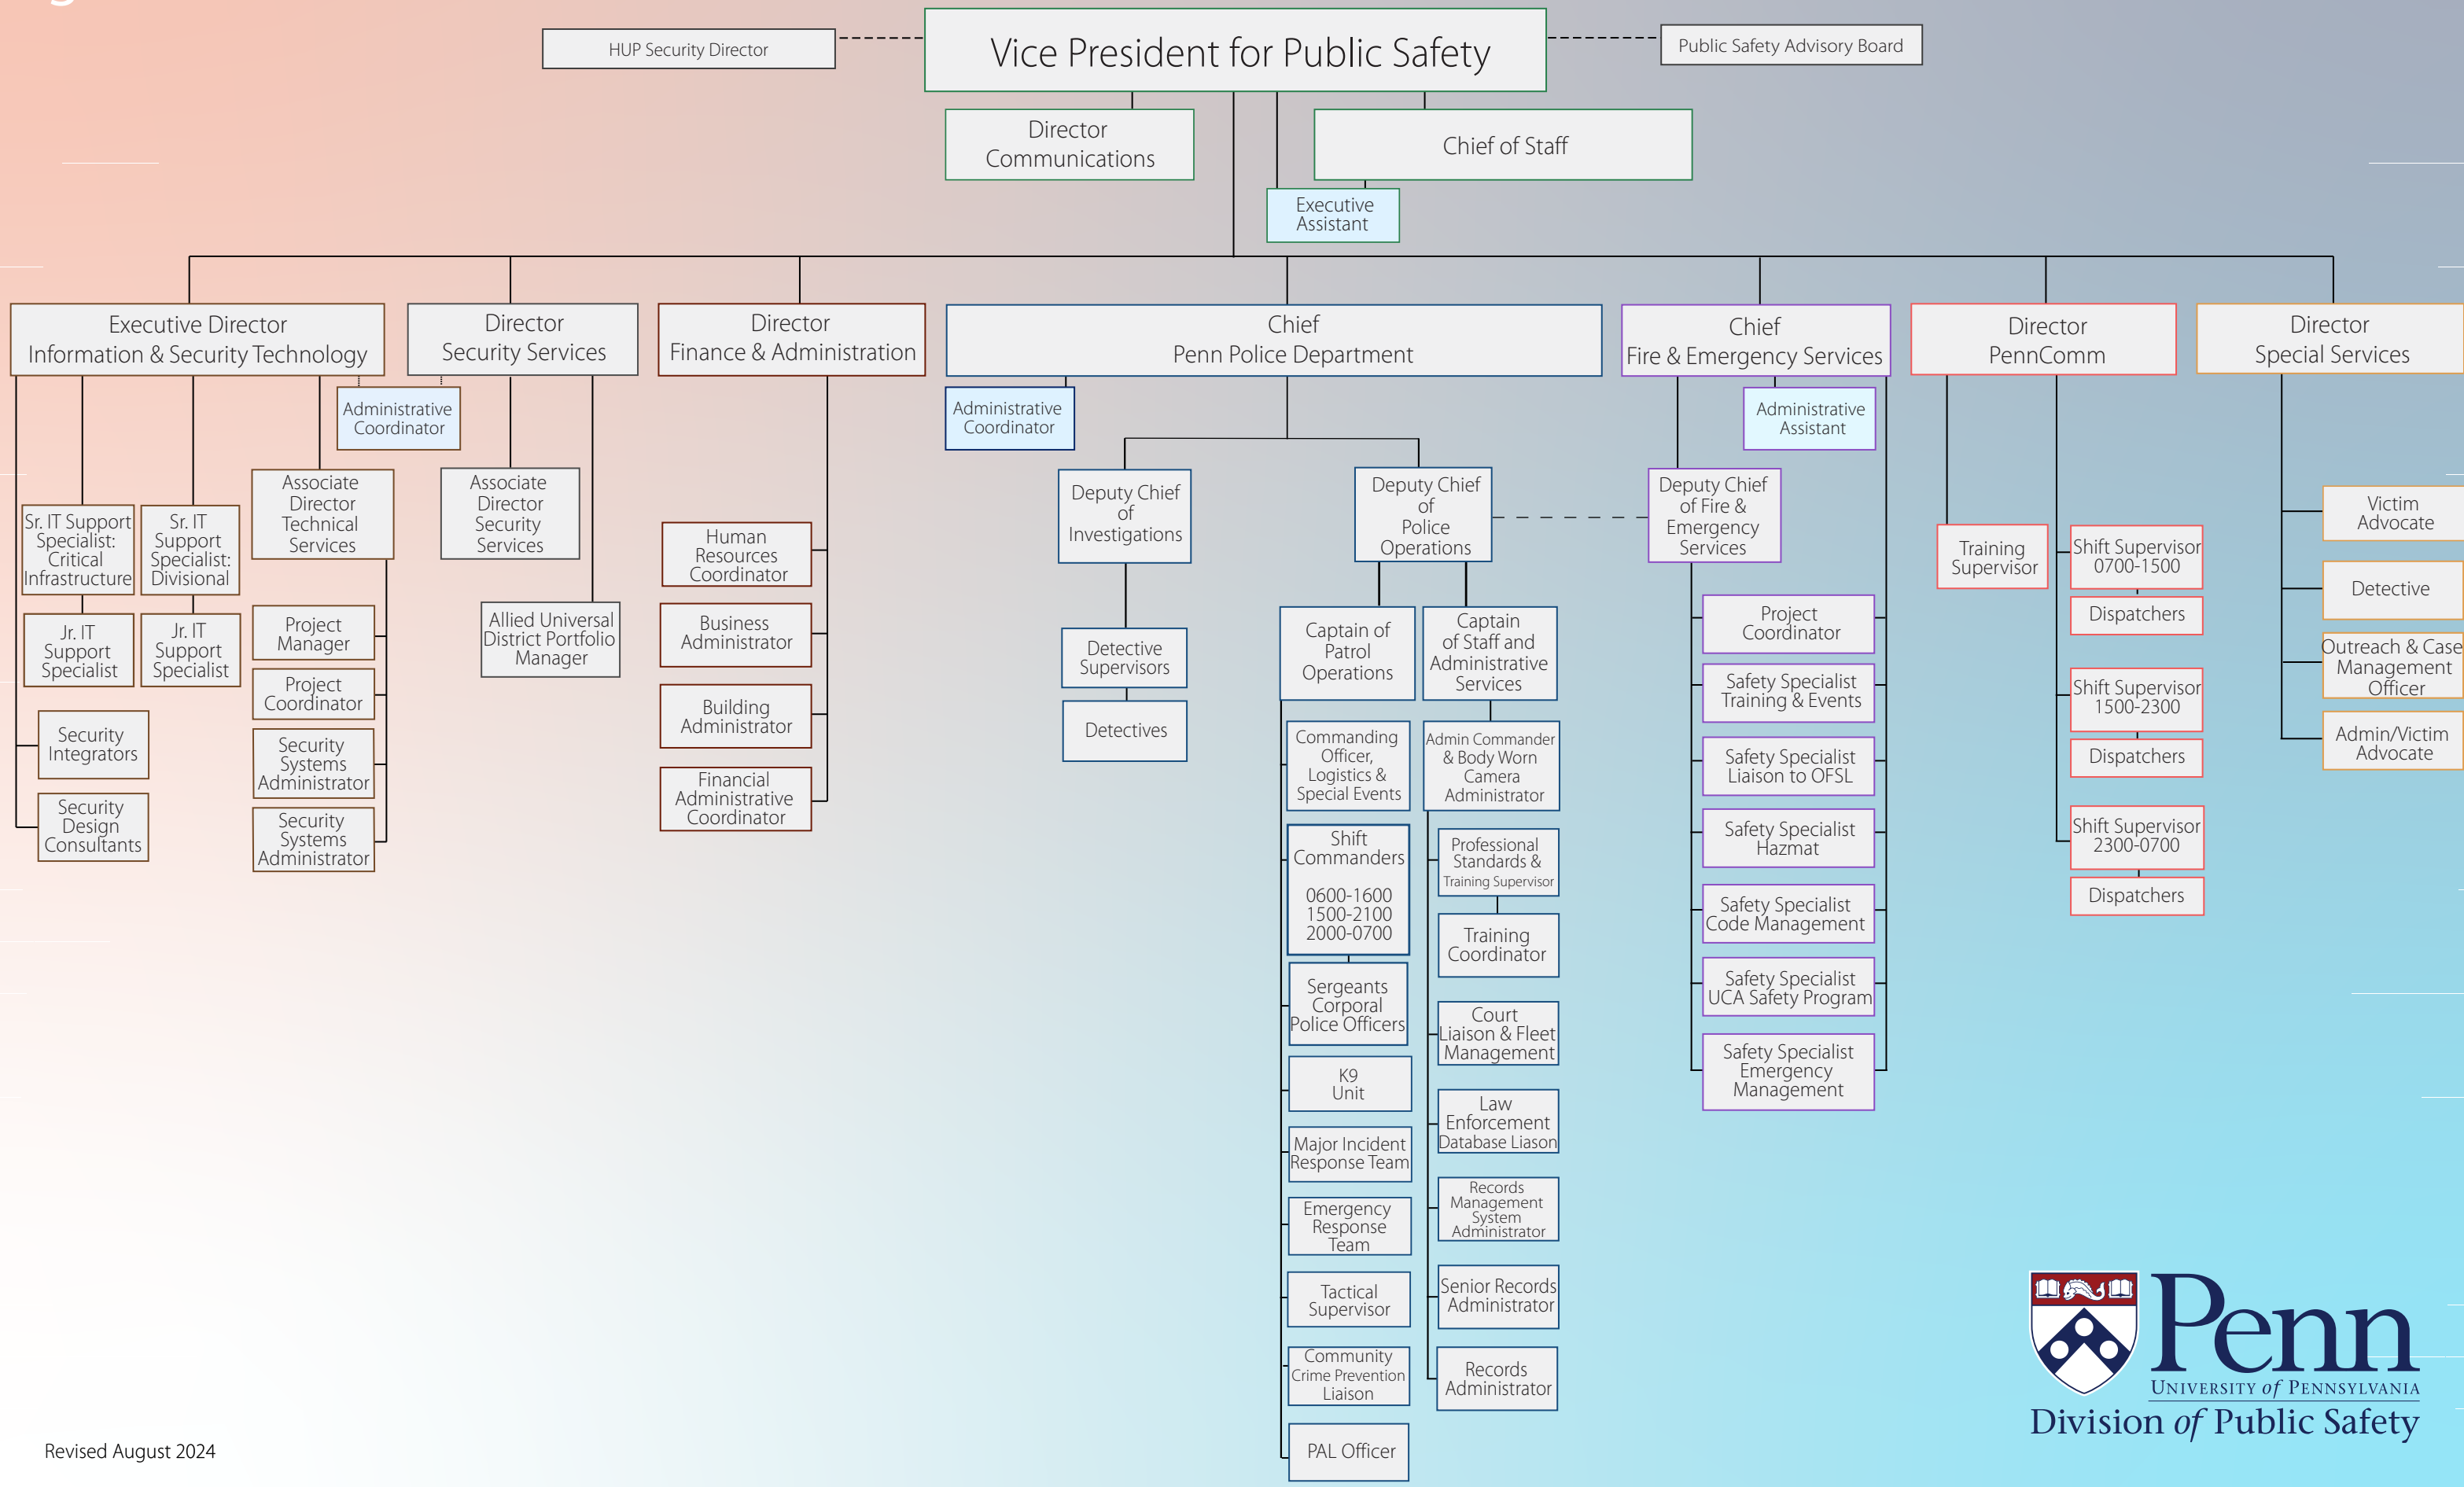 HUP Security Director
Vice President for Public Safety
Public Safety Advisory Board
Director
Communications
Chief of Staff
Executive
Assistant
Executive Director
Information & Security Technology
Director
Security Services
Director
Finance & Administration
Chief
Penn Police Department
Chief
Fire & Emergency Services
Director
PennComm
Director
Special Services
Administrative
Coordinator
Administrative
Coordinator
Administrative
Assistant
Sr. IT Support
Specialist:
Critical
Infrastructure
Sr. IT
Support
Specialist:
Divisional
Associate
Director
Technical
Services
Jr. IT
Support
Specialist
Jr. IT
Support
Specialist
Project
Manager
Project
Coordinator
Security
Systems
Administrator
Security
Systems
Administrator
Security
Integrators
Security
Design
Consultants
Associate
Director
Security
Services
Allied Universal
District Portfolio
Manager
Human
Resources
Coordinator
Business
Administrator
Building
Administrator
Financial
Administrative
Coordinator
Deputy Chief
of
Investigations
Detective
Supervisors
Detectives
Deputy Chief
of
Police
Operations
Captain of
Patrol
Operations
Captain
of Staff and
Administrative
Services
Commanding
Officer,
Logistics &
Special Events
Shift
Commanders
0600-1600
1500-2100
2000-0700
Sergeants
Corporal
Police Officers
K9
Unit
Major Incident
Response Team
Emergency
Response
Team
Tactical
Supervisor
Community
Crime Prevention
Liaison
PAL Officer
Admin Commander
& Body Worn
Camera
Administrator
Professional
Standards &
Training Supervisor
Training
Coordinator
Court
Liaison & Fleet
Management
Law
Enforcement
Database Liason
Records
Management
System
Administrator
Senior Records
Administrator
Records
Administrator
Deputy Chief
of Fire &
Emergency
Services
Project
Coordinator
Safety Specialist
Training & Events
Safety Specialist
Liaison to OFSL
Safety Specialist
Hazmat
Safety Specialist
Code Management
Safety Specialist
UCA Safety Program
Safety Specialist
Emergency
Management
Training
Supervisor
Shift Supervisor
0700-1500
Dispatchers
Shift Supervisor
1500-2300
Dispatchers
Shift Supervisor
2300-0700
Dispatchers
Victim
Advocate
Detective
Outreach & Case
Management
Officer
Admin/Victim
Advocate
Penn
UNIVERSITY of PENNSYLVANIA
Division of Public Safety
Revised August 2024